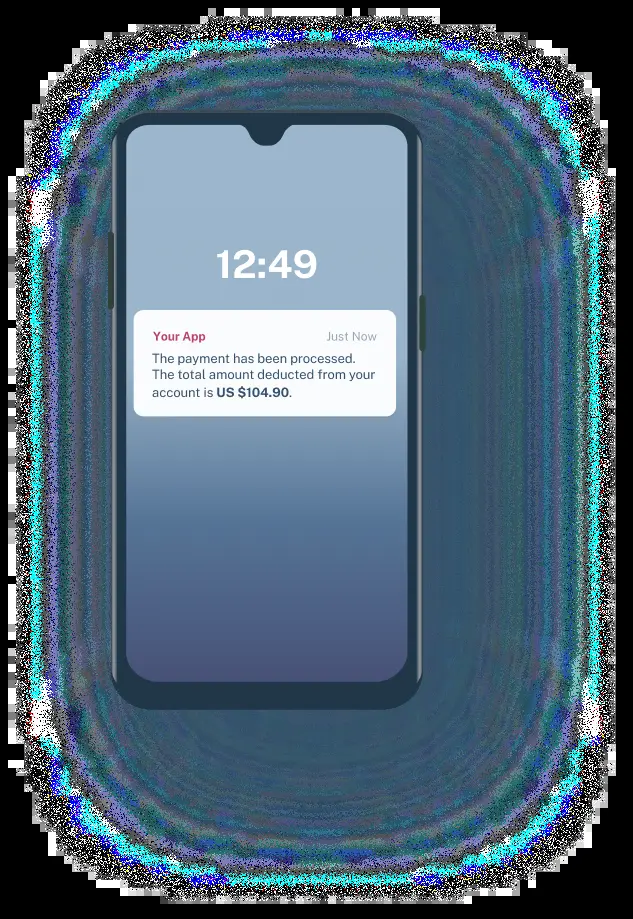 12:49
Your App Just Now
The payment has been processed.
The total amount deducted from your
account is US $104.90.